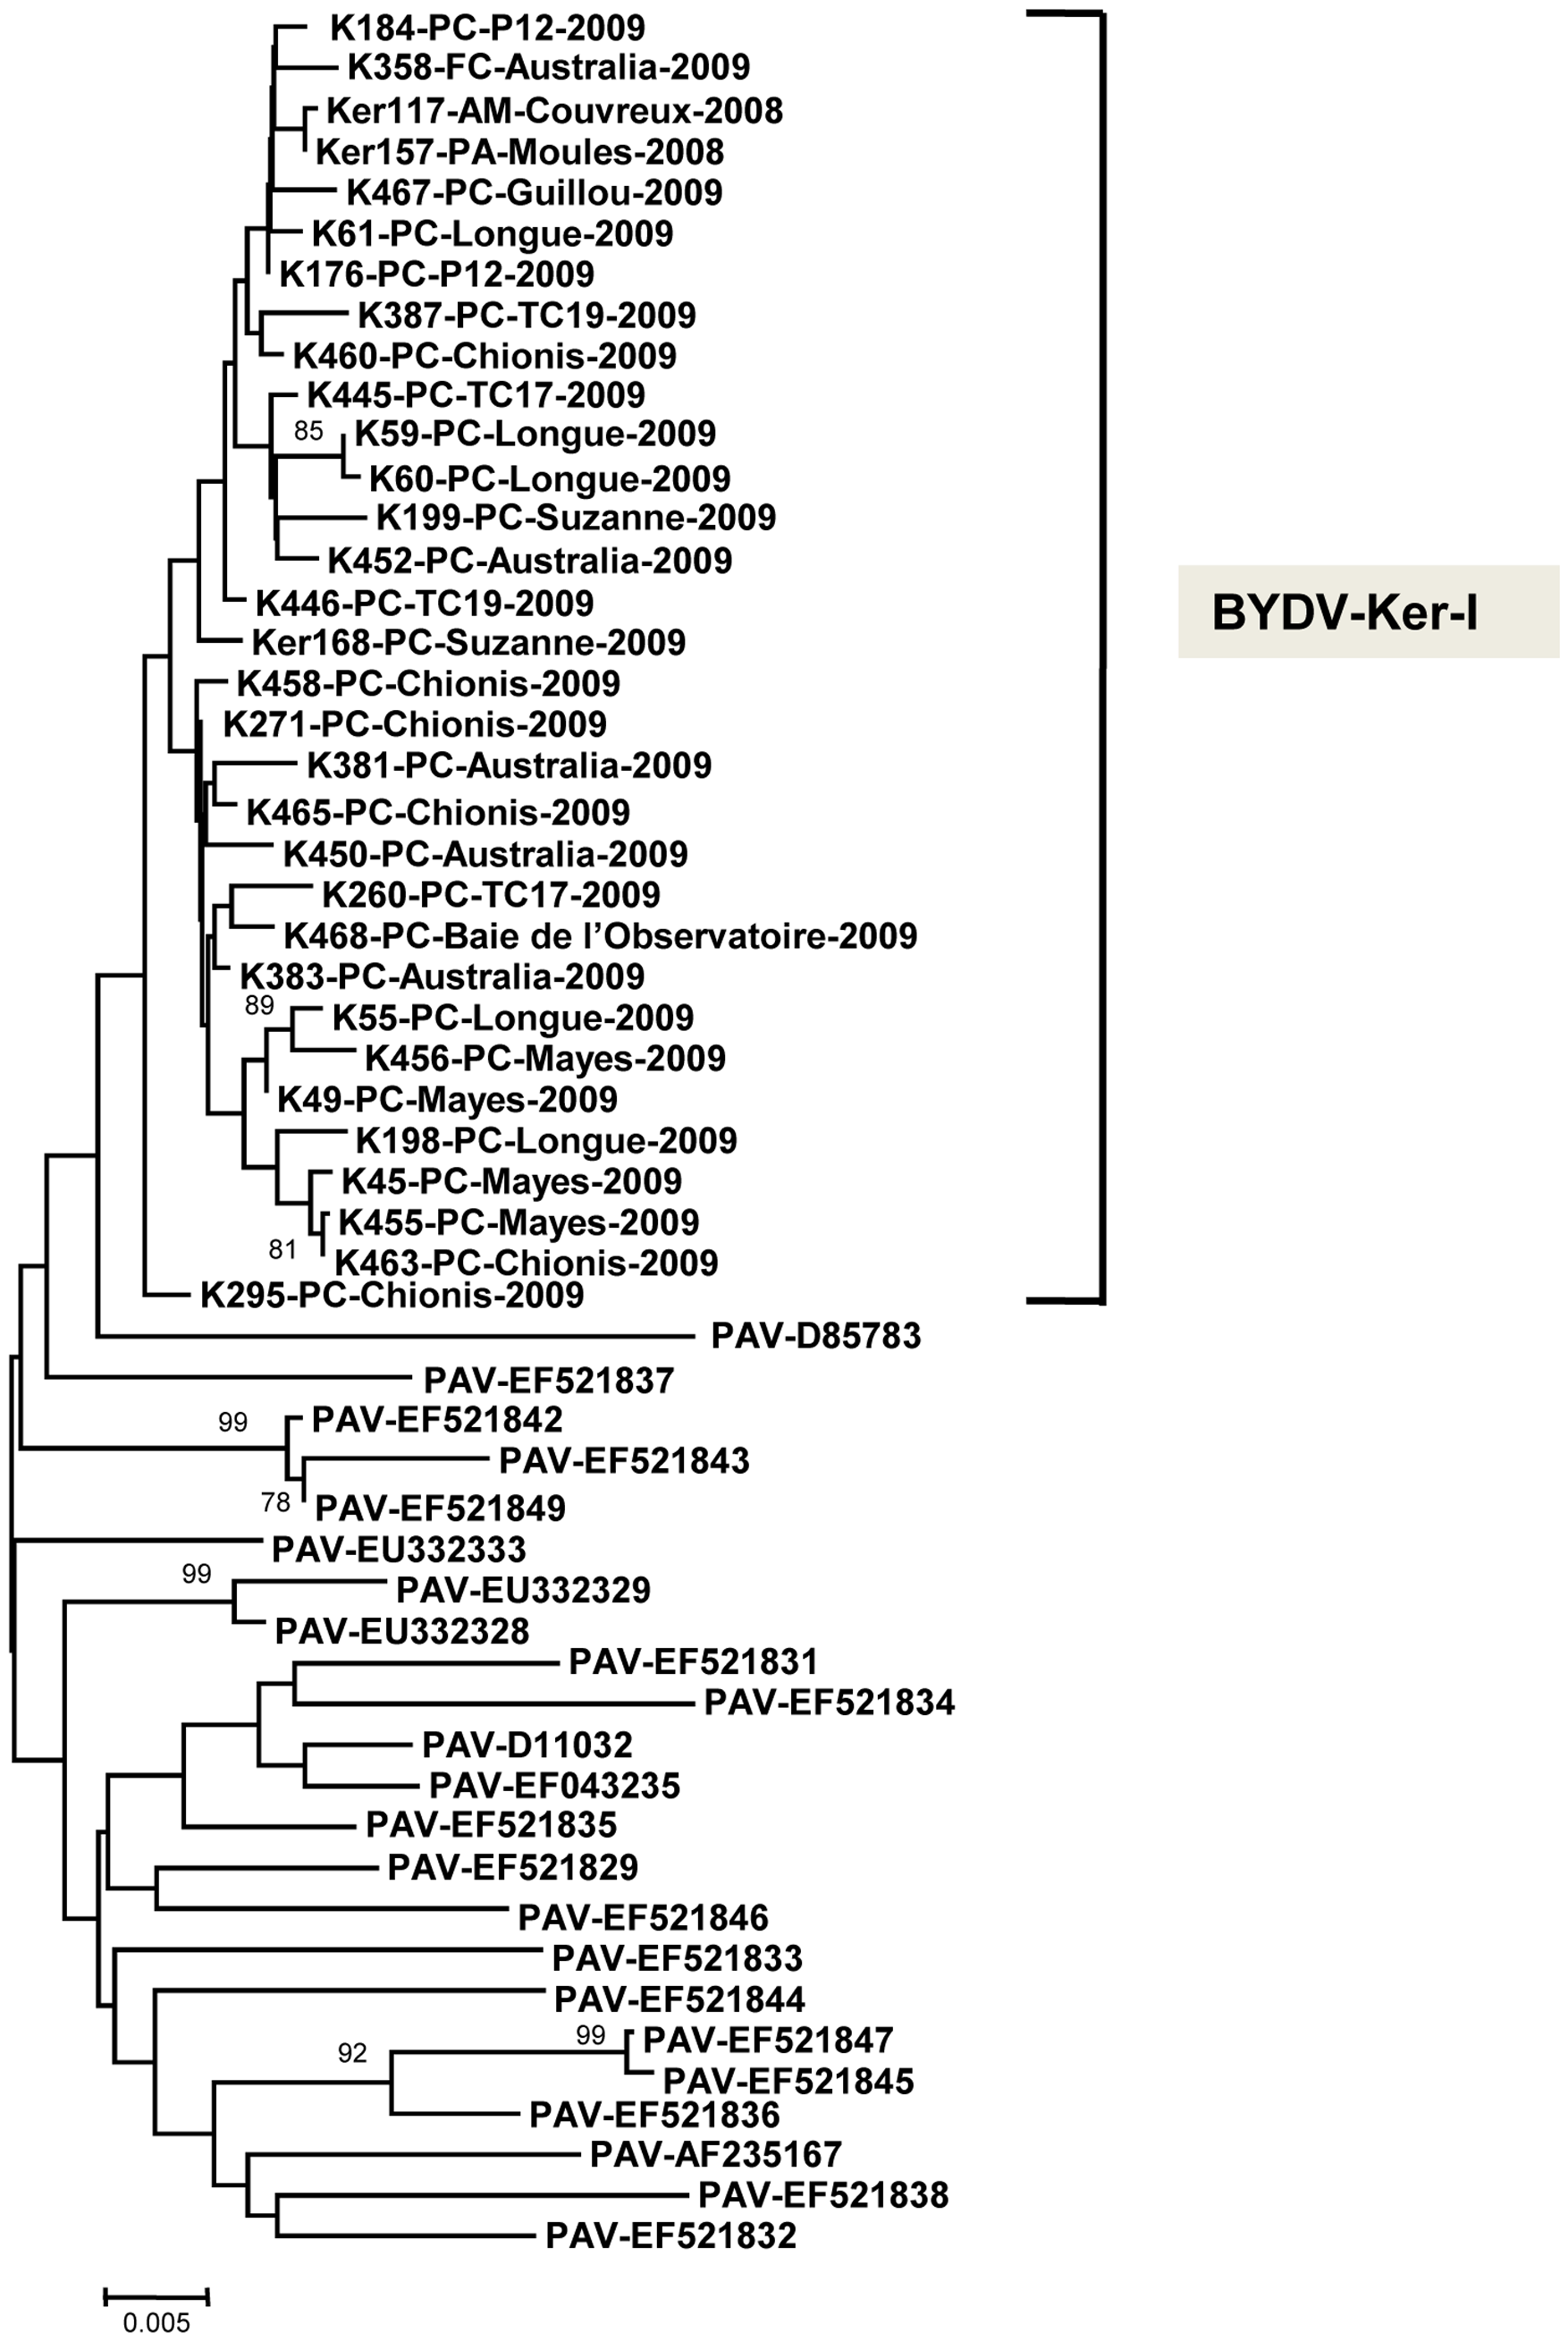 K184-PC-P12-2009
K358-FC-Australia-2009
Ker117-AM-Couvreux-2008
Ker157-PA-Moules-2008
K467-PC-Guillou-2009
K61-PC-Longue-2009
K176-PC-P12-2009
K387-PC-TC19-2009
K460-PC-Chionis-2009
K445-PC-TC17-2009
85
K59-PC-Longue-2009
K60-PC-Longue-2009
K199-PC-Suzanne-2009
K452-PC-Australia-2009
K446-PC-TC19-2009
BYDV-Ker-I
Ker168-PC-Suzanne-2009
K458-PC-Chionis-2009
K271-PC-Chionis-2009
K381-PC-Australia-2009
K465-PC-Chionis-2009
K450-PC-Australia-2009
K260-PC-TC17-2009
K468-PC-Baie de l’Observatoire-2009
K383-PC-Australia-2009
89
K55-PC-Longue-2009
K456-PC-Mayes-2009
K49-PC-Mayes-2009
K198-PC-Longue-2009
K45-PC-Mayes-2009
K455-PC-Mayes-2009
81
K463-PC-Chionis-2009
K295-PC-Chionis-2009
PAV-D85783
PAV-EF521837
99
PAV-EF521842
PAV-EF521843
78
PAV-EF521849
PAV-EU332333
99
PAV-EU332329
PAV-EU332328
PAV-EF521831
PAV-EF521834
PAV-D11032
PAV-EF043235
PAV-EF521835
PAV-EF521829
PAV-EF521846
PAV-EF521833
PAV-EF521844
99
PAV-EF521847
92
PAV-EF521845
PAV-EF521836
PAV-AF235167
PAV-EF521838
PAV-EF521832
0.005